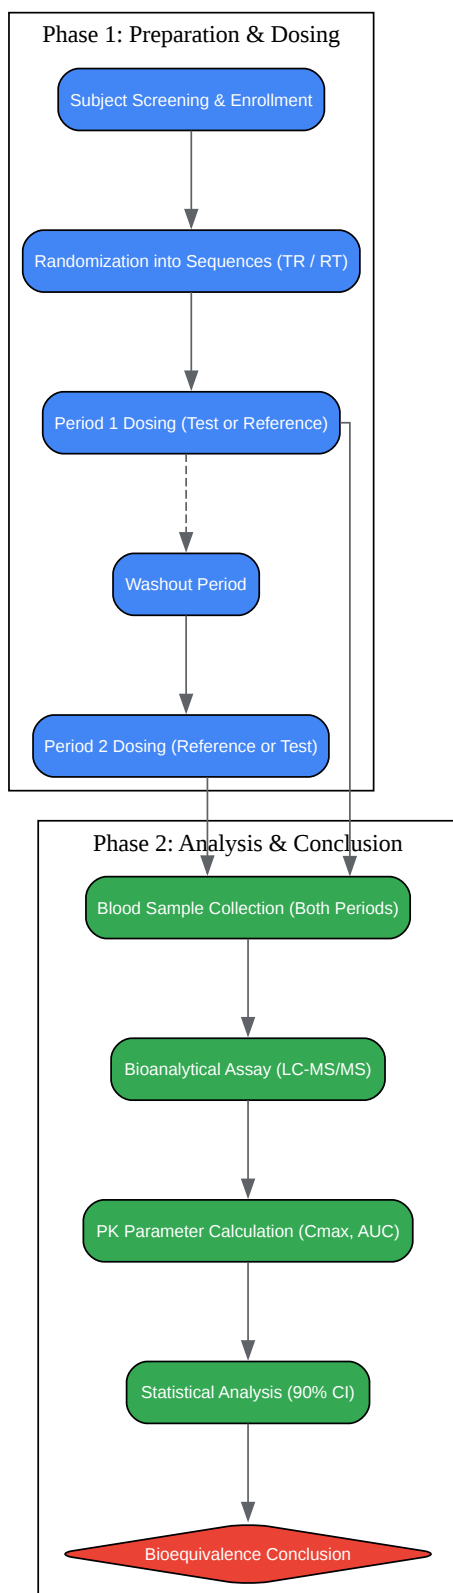 Phase 1: Preparation & Dosing
Subject Screening & Enrollment
Randomization into Sequences (TR / RT)
Period 1 Dosing (Test or Reference)
Washout Period
Period 2 Dosing (Reference or Test)
Phase 2: Analysis & Conclusion
Blood Sample Collection (Both Periods)
Bioanalytical Assay (LC-MS/MS)
PK Parameter Calculation (Cmax, AUC)
Statistical Analysis (90% CI)
Bioequivalence Conclusion